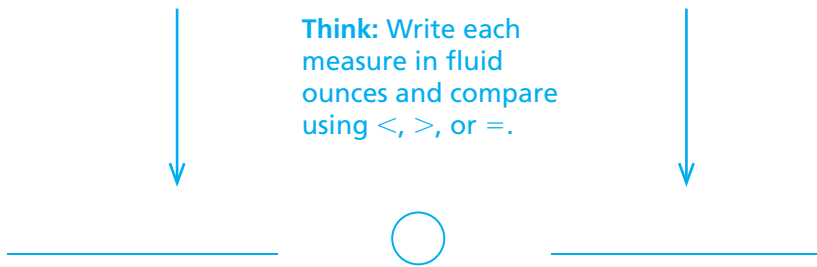 Think: Write each
measure in fluid
ounces and compare
using <, >, or =.